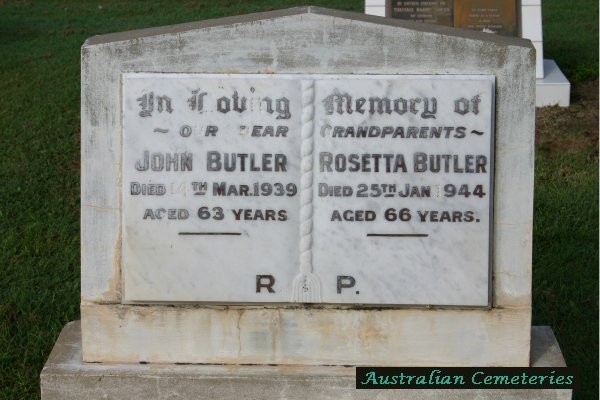 In Loving Memory of
~ OUR DEAR GRANDPARENTS ~
JOHN BUTLER
DIED 14TH MAR. 1939
AGED 63 YEARS
ROSETTA BUTLER
DIED 25TH JAN 1944
AGED 66 YEARS.
R P.
Australian Cemeteries